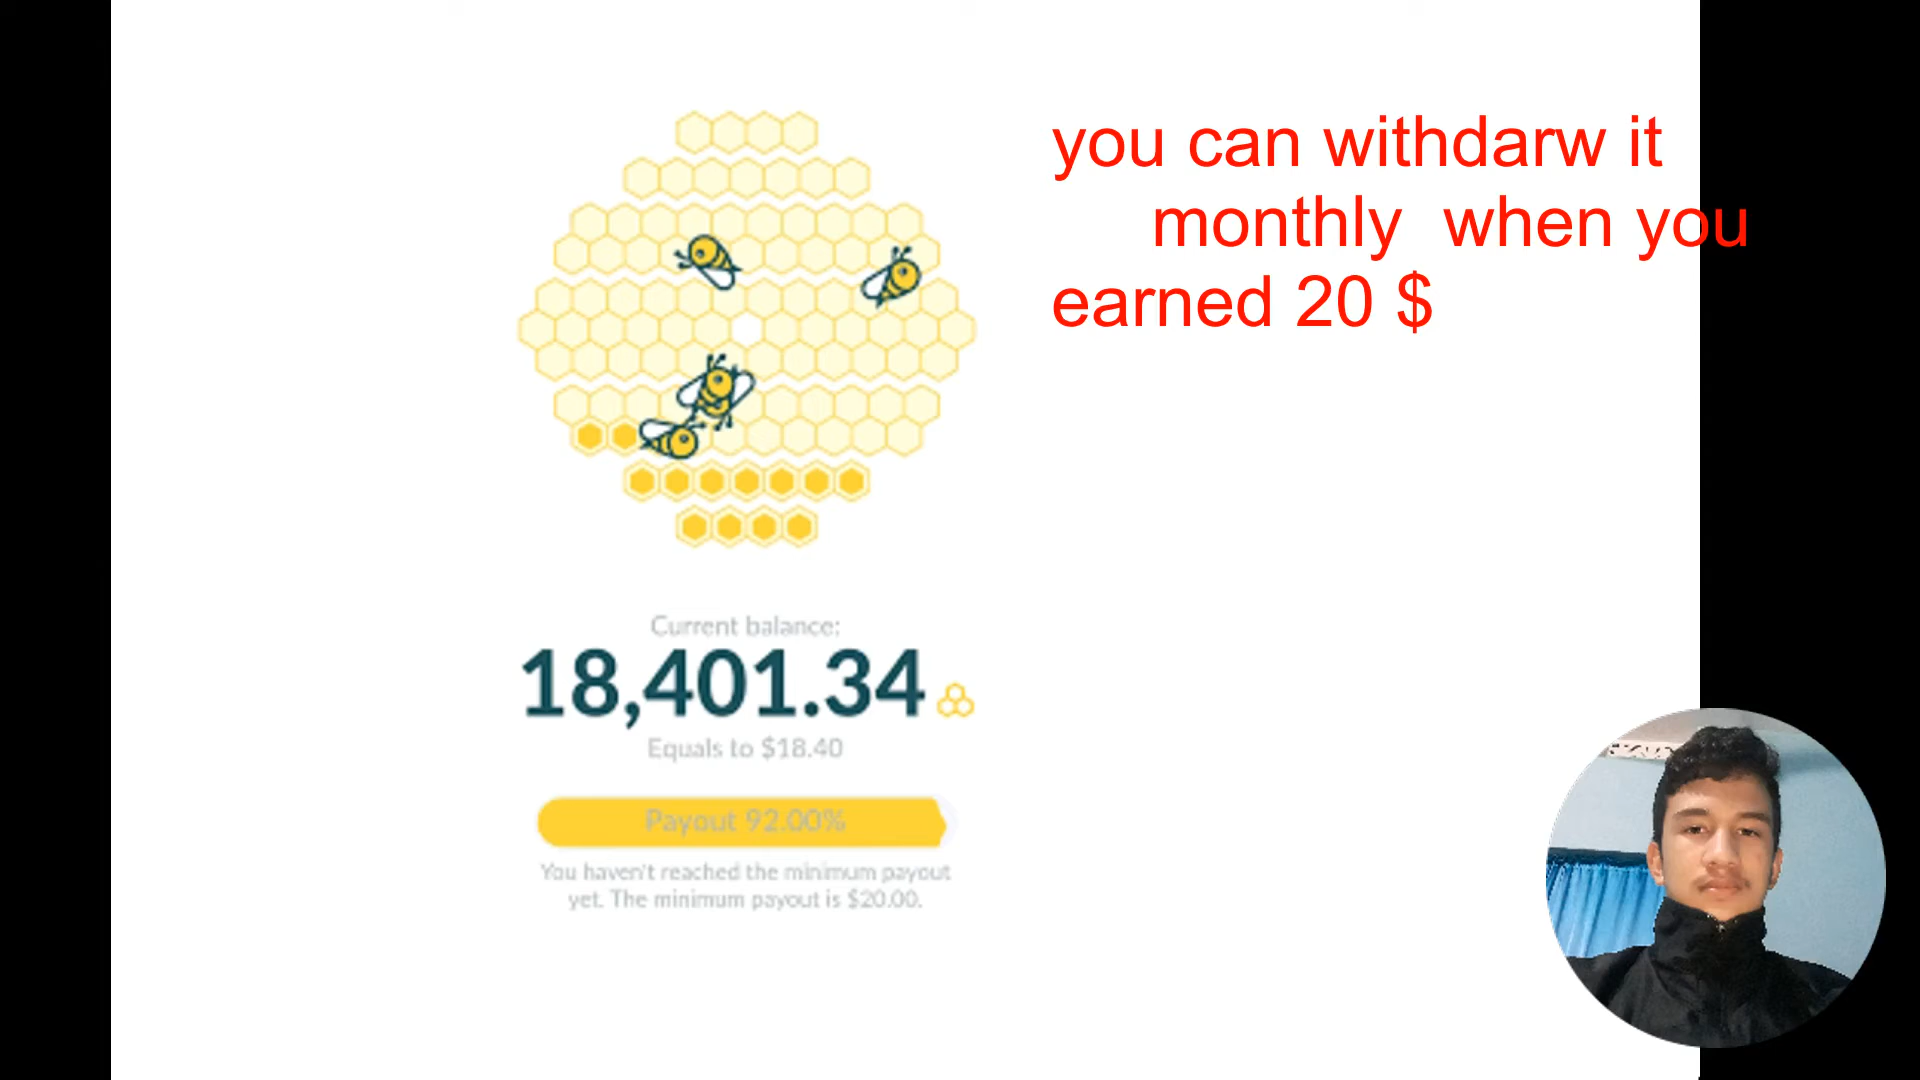 you can withdarw it
monthly when you
earned 20 $
Current balance:
18,401.34
Equals to $18.40
Payout 92.00%
You haven't reached the minimum payout
yet. The minimum payout is $20.00.